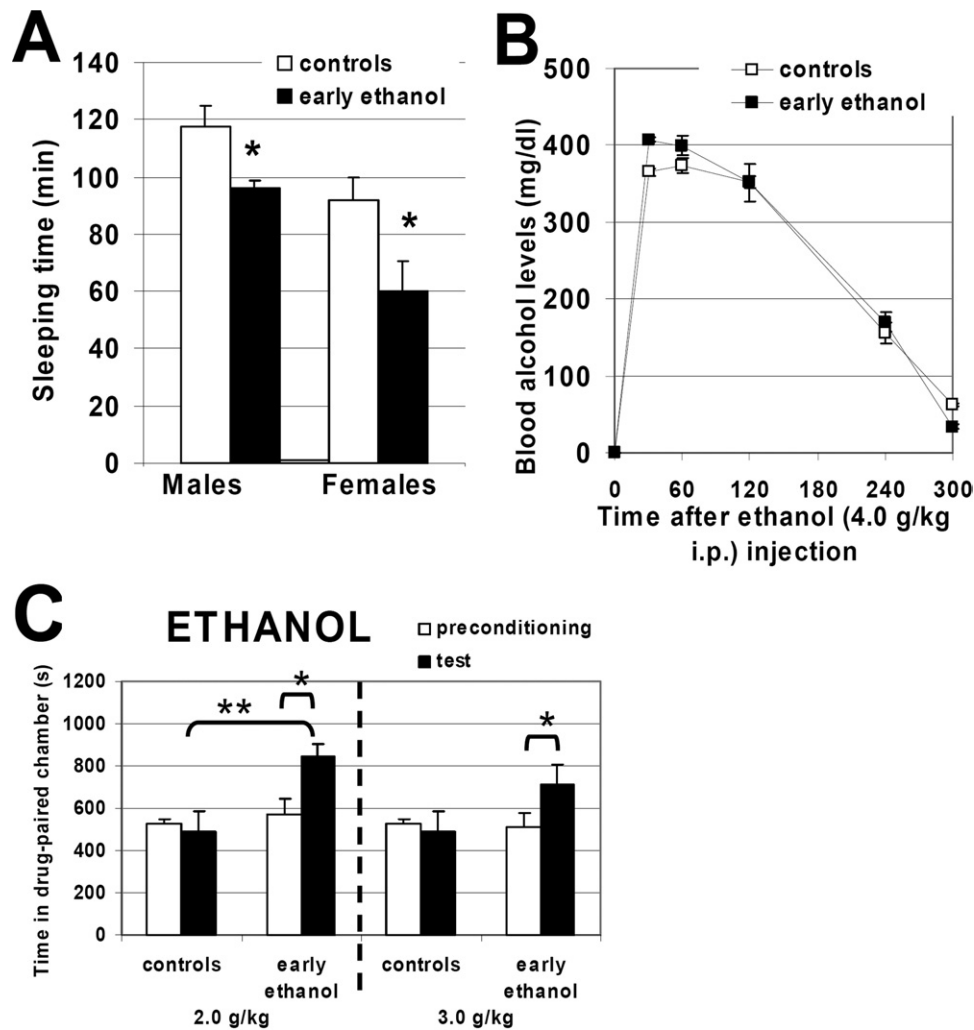 A
Sleeping time (min)
140
120
100
80
60
40
20
0
controls
early ethanol
*
*
Males Females
B
Blood alcohol levels (mg/dl)
500
400
300
200
100
0
controls
early ethanol
0 60 120 180 240 300
Time after ethanol (4.0 g/kg
i.p.) injection
C
ETHANOL
preconditioning
test
Time in drug-paired chamber (s)
1200
1000
800
600
400
200
0
**
*
*
controls early controls early
ethanol ethanol
2.0 g/kg 3.0 g/kg